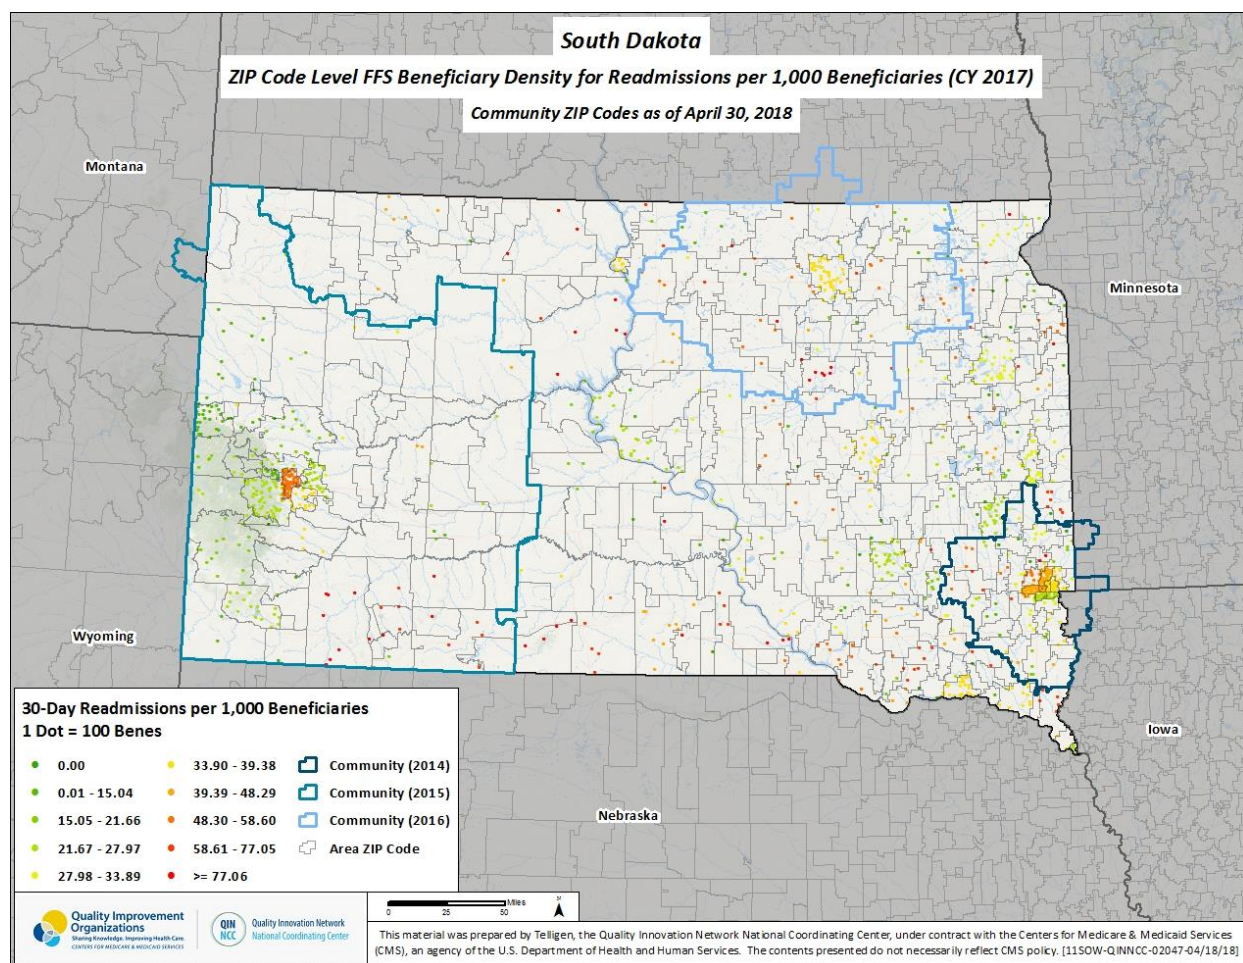 South Dakota
ZIP Code Level FFS Beneficiary Density for Readmissions per 1,000 Beneficiaries (CY 2017)
Community ZIP Codes as of April 30, 2018
Montana
Minnesota
Wyoming
Iowa
Nebraska
30-Day Readmissions per 1,000 Beneficiaries
1 Dot = 100 Benes
0.00
0.01 - 15.04
15.05 - 21.66
21.67 - 27.97
27.98 - 33.89
33.90 - 39.38
39.39 - 48.29
48.30 - 58.60
58.61 - 77.05
>= 77.06
Community (2014)
Community (2015)
Community (2016)
Area ZIP Code
Quality Improvement
Organizations
Sharing Knowledge. Improving Health Care.
CENTERS FOR MEDICARE & MEDICAID SERVICES
QIN
NCC
Quality Innovation Network
National Coordinating Center
Miles
0 25 50
N
This material was prepared by Telligen, the Quality Innovation Network National Coordinating Center, under contract with the Centers for Medicare & Medicaid Services
(CMS), an agency of the U.S. Department of Health and Human Services. The contents presented do not necessarily reflect CMS policy. [11SOW-QINNCC-02047-04/18/18]